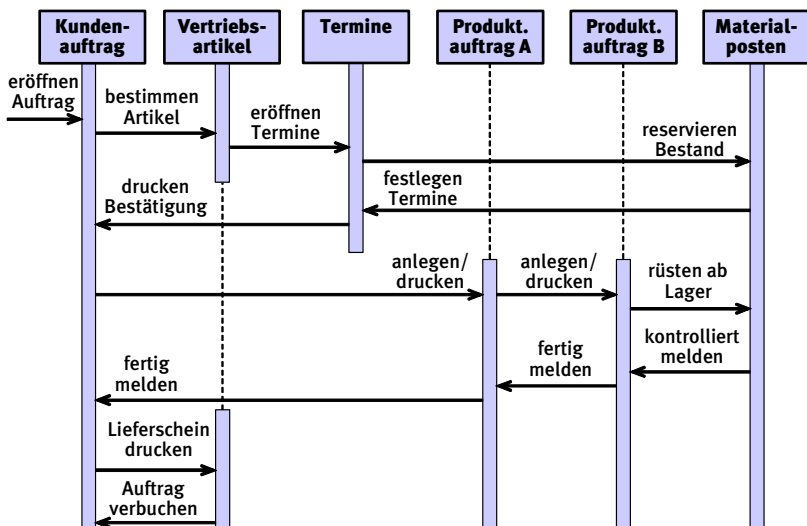 Kunden-
auftrag
Vertriebs-
artikel
Termine
Produkt.
auftrag A
Produkt.
auftrag B
Material-
posten
eröffnen
Auftrag
bestimmen
Artikel
eröffnen
Termine
reservieren
Bestand
festlegen
Termine
drucken
Bestätigung
anlegen/
drucken
anlegen/
drucken
rüsten ab
Lager
kontrolliert
melden
fertig
melden
fertig
melden
Lieferschein
drucken
Auftrag
verbuchen